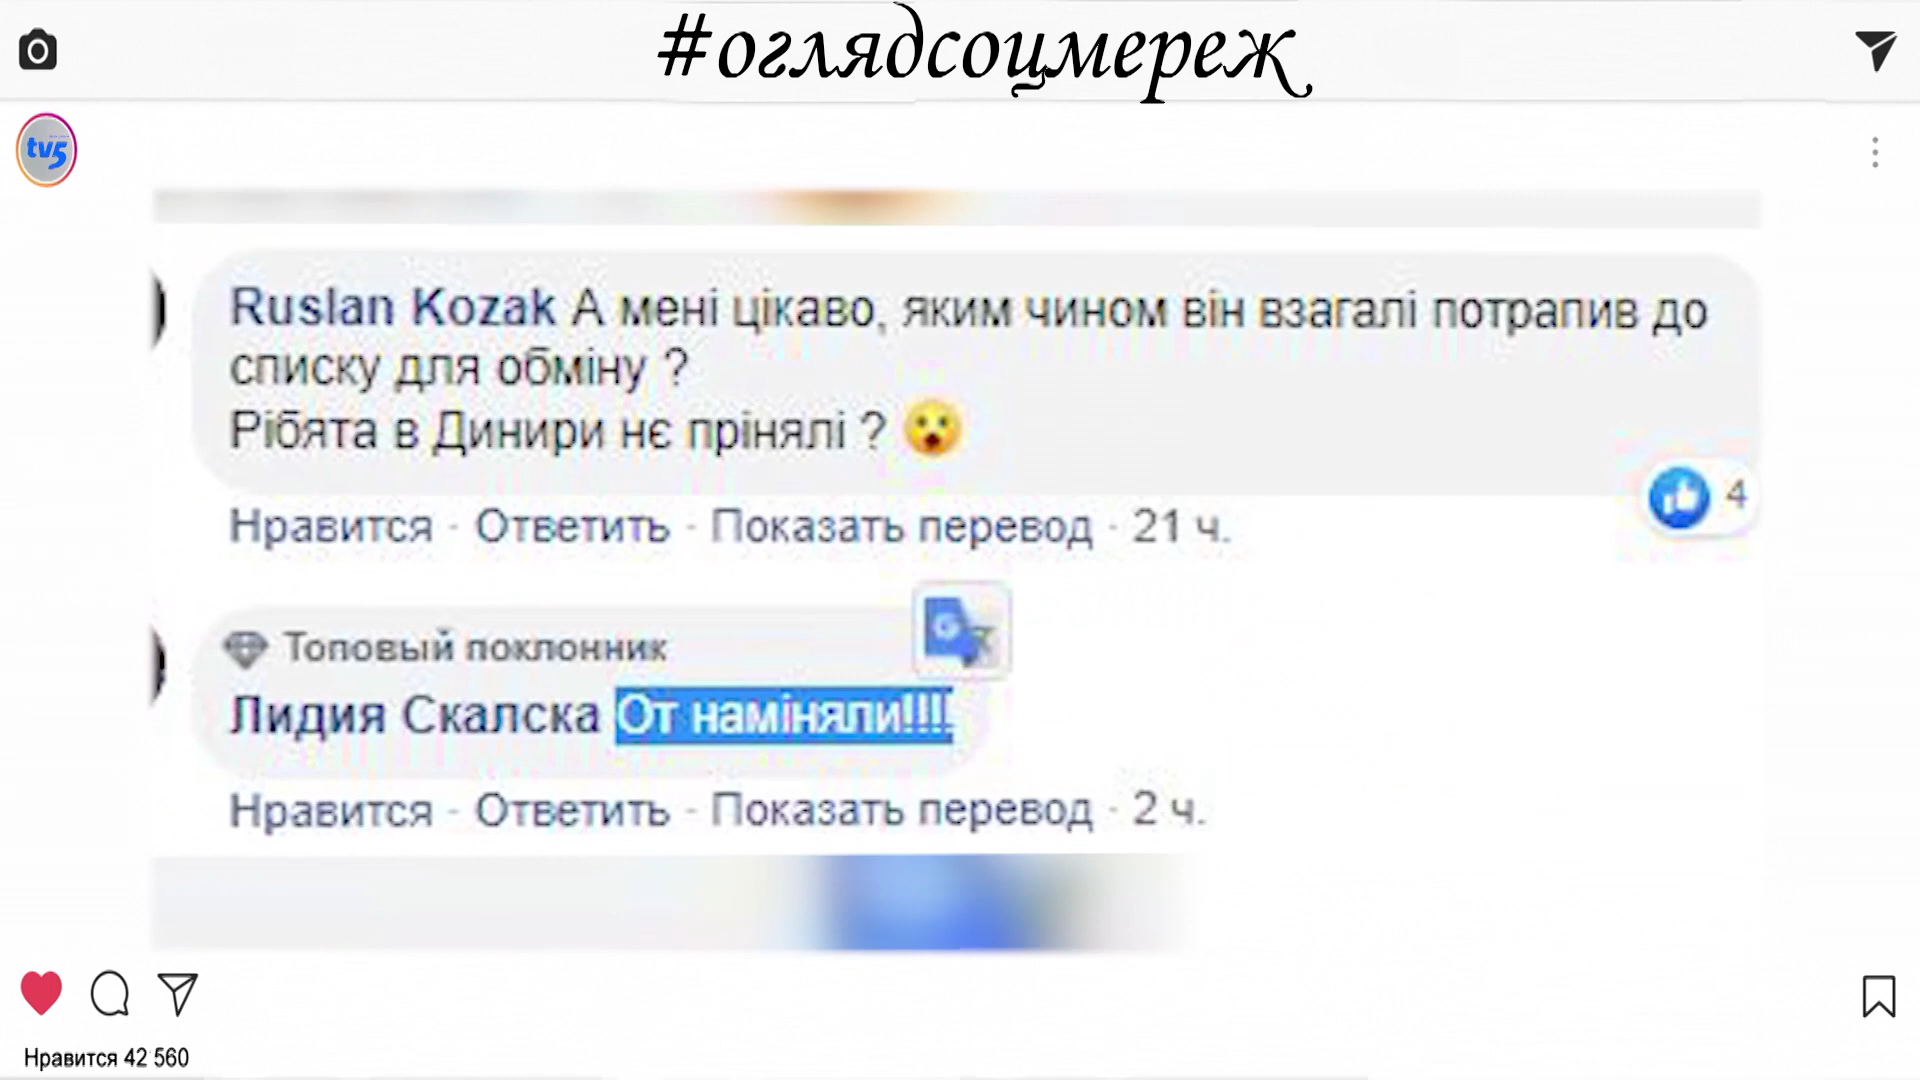 #оглядсоцмереж
tv5
Ruslan Kozak А мені цікаво, яким чином він взагалі потрапив до
списку для обміну ?
Рібята в Динири нє прінялі ?
4
Нравится · Ответить · Показать перевод · 21 ч.
Топовый поклонник
Лидия Скалска От наміняли!!!
Нравится · Ответить · Показать перевод · 2 ч.
Нравится 42 560